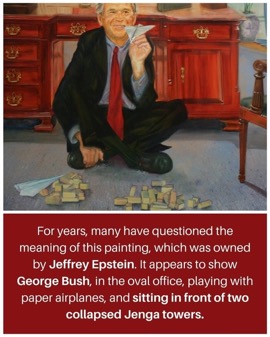 For years, many have questioned the
meaning of this painting, which was owned
by Jeffrey Epstein. It appears to show
George Bush, in the oval office, playing with
paper airplanes, and sitting in front of two
collapsed Jenga towers.